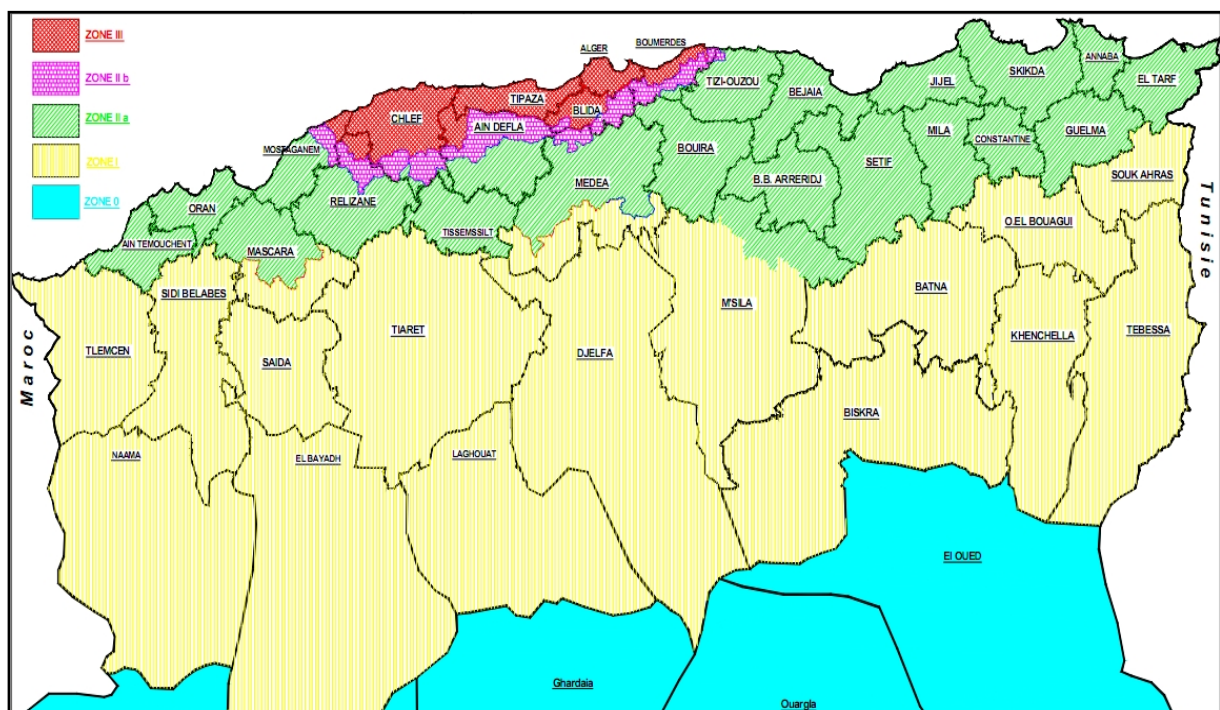 ZONE III
ZONE II b
ZONE II a
ZONE I
ZONE 0
ALGER
BOUMERDES
TIPAZA
BLIDA
CHLEF
AIN DEFLA
TIZI-OUZOU
BEJAIA
JIJEL
SKIKDA
ANNABA
EL TARF
MOSTAGANEM
ORAN
AIN TEMOUCHENT
MASCARA
RELIZANE
TISSEMSSILT
MEDEA
BOUIRA
B.B. ARRERIDJ
SETIF
MILA
CONSTANTINE
GUELMA
SOUK AHRAS
O.EL BOUAGUI
Tunisie
Maroc
TLEMCEN
SIDI BELABES
SAIDA
TIARET
DJELFA
M'SILA
BATNA
KHENCHELLA
TEBESSA
BISKRA
NAAMA
EL BAYADH
LAGHOUAT
El OUED
Ghardaia
Ouargla